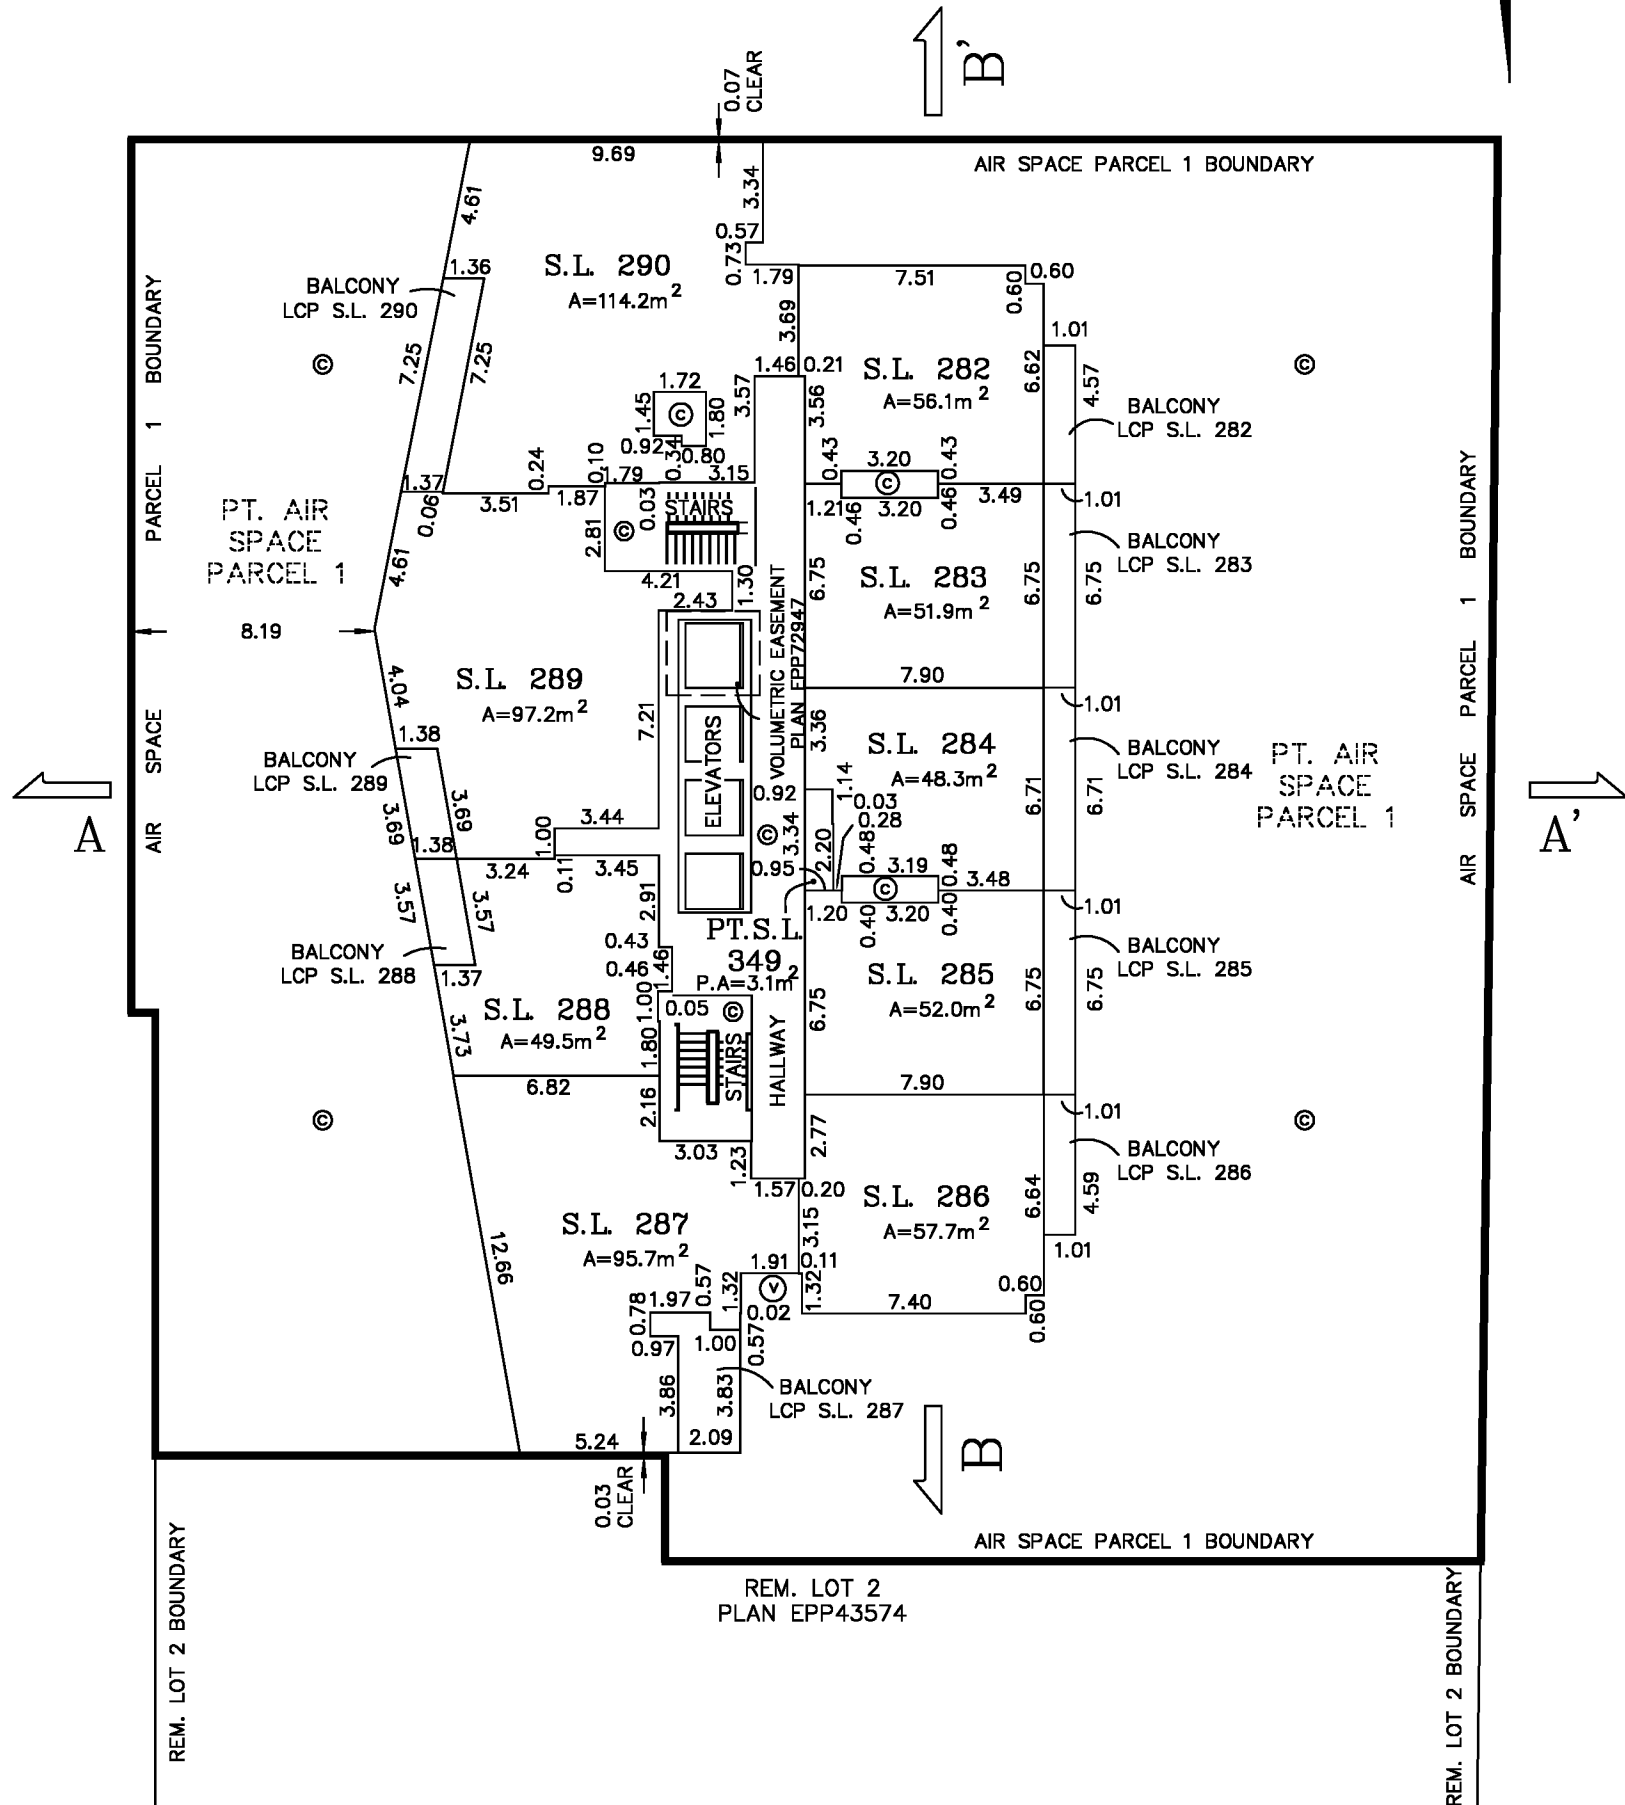 B'
0.07
CLEAR
9.69
AIR SPACE PARCEL 1 BOUNDARY
4.61
3.34
0.57
0.73
1.79
1.36
S.L. 290
A=114.2m²
BALCONY
LCP S.L. 290
7.25
7.25
7.51
0.60
0.60
3.69
1.01
1.46
0.21
S.L. 282
A=56.1m²
6.62
4.57
BALCONY
LCP S.L. 282
AIR SPACE PARCEL 1 BOUNDARY
©
©
1.72
1.45
©
1.80
0.92
0.34
0.80
3.57
3.56
0.43
3.20
0.43
©
1.21
0.46
3.20
0.46
3.49
1.01
1.37
0.06
3.51
0.24
1.87
0.10
1.79
0.03
3.15
STAIRS
©
2.81
4.21
1.30
2.43
PT. AIR
SPACE
PARCEL 1
4.61
8.19
S.L. 283
A=51.9m²
6.75
6.75
6.75
BALCONY
LCP S.L. 283
AIR SPACE PARCEL 1 BOUNDARY
VOLUMETRIC EASEMENT
PLAN EPP72947
7.90
1.01
4.04
S.L. 289
A=97.2m²
7.21
1.38
BALCONY
LCP S.L. 289
3.69
3.69
ELEVATORS
3.36
S.L. 284
A=48.3m²
6.71
6.71
BALCONY
LCP S.L. 284
PT. AIR
SPACE
PARCEL 1
A
A'
0.92
1.14
©
3.34
2.20
0.03
0.28
0.95
0.48
3.19
0.48
©
1.20
0.40
3.20
0.40
3.48
1.01
3.44
1.00
1.38
3.24
0.11
3.45
3.57
3.57
2.91
BALCONY
LCP S.L. 288
1.37
0.43
0.46
1.46
PT.S.L.
349
P.A=3.1m²
S.L. 285
A=52.0m²
6.75
6.75
6.75
BALCONY
LCP S.L. 285
S.L. 288
A=49.5m²
3.73
1.00
0.05
©
1.80
STAIRS
HALLWAY
6.82
2.16
3.03
1.23
7.90
1.01
2.77
BALCONY
LCP S.L. 286
©
©
1.57
0.20
S.L. 286
A=57.7m²
6.64
4.59
1.01
S.L. 287
A=95.7m²
12.66
3.15
1.91
0.11
V
1.32
1.32
0.02
7.40
0.60
0.60
0.57
1.97
0.78
0.97
1.00
0.57
3.86
3.83
BALCONY
LCP S.L. 287
5.24
2.09
0.03
CLEAR
B
AIR SPACE PARCEL 1 BOUNDARY
REM. LOT 2
PLAN EPP43574
REM. LOT 2 BOUNDARY
REM. LOT 2 BOUNDARY